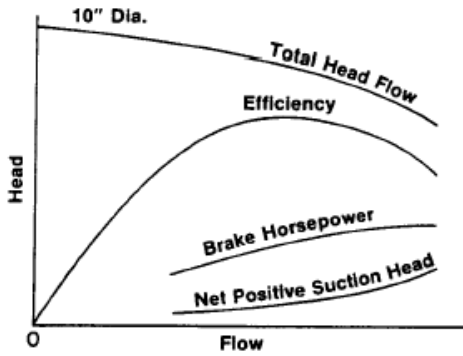 10" Dia.
Total Head Flow
Efficiency
Head
Brake Horsepower
Net Positive Suction Head
O
Flow